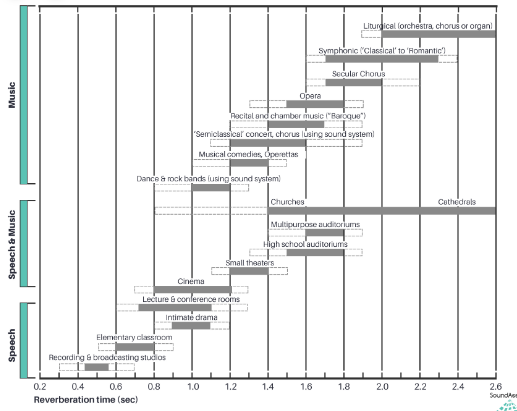 Liturgical (orchestra, chorus or organ)
Symphonic ('Classical' to 'Romantic')
Secular Chorus
Opera
Recital and chamber music ("Baroque")
'Semiclassical' concert, chorus (using sound system)
Musical comedies, Operettas
Dance & rock bands (using sound system)
Music
Churches
Cathedrals
Multipurpose auditoriums
High school auditoriums
Small theaters
Cinema
Speech & Music
Lecture & conference rooms
Intimate drama
Elementary classroom
Recording & broadcasting studios
Speech
0.2 0.4 0.6 0.8 1.0 1.2 1.4 1.6 1.8 2.0 2.2 2.4 2.6
Reverberation time (sec)